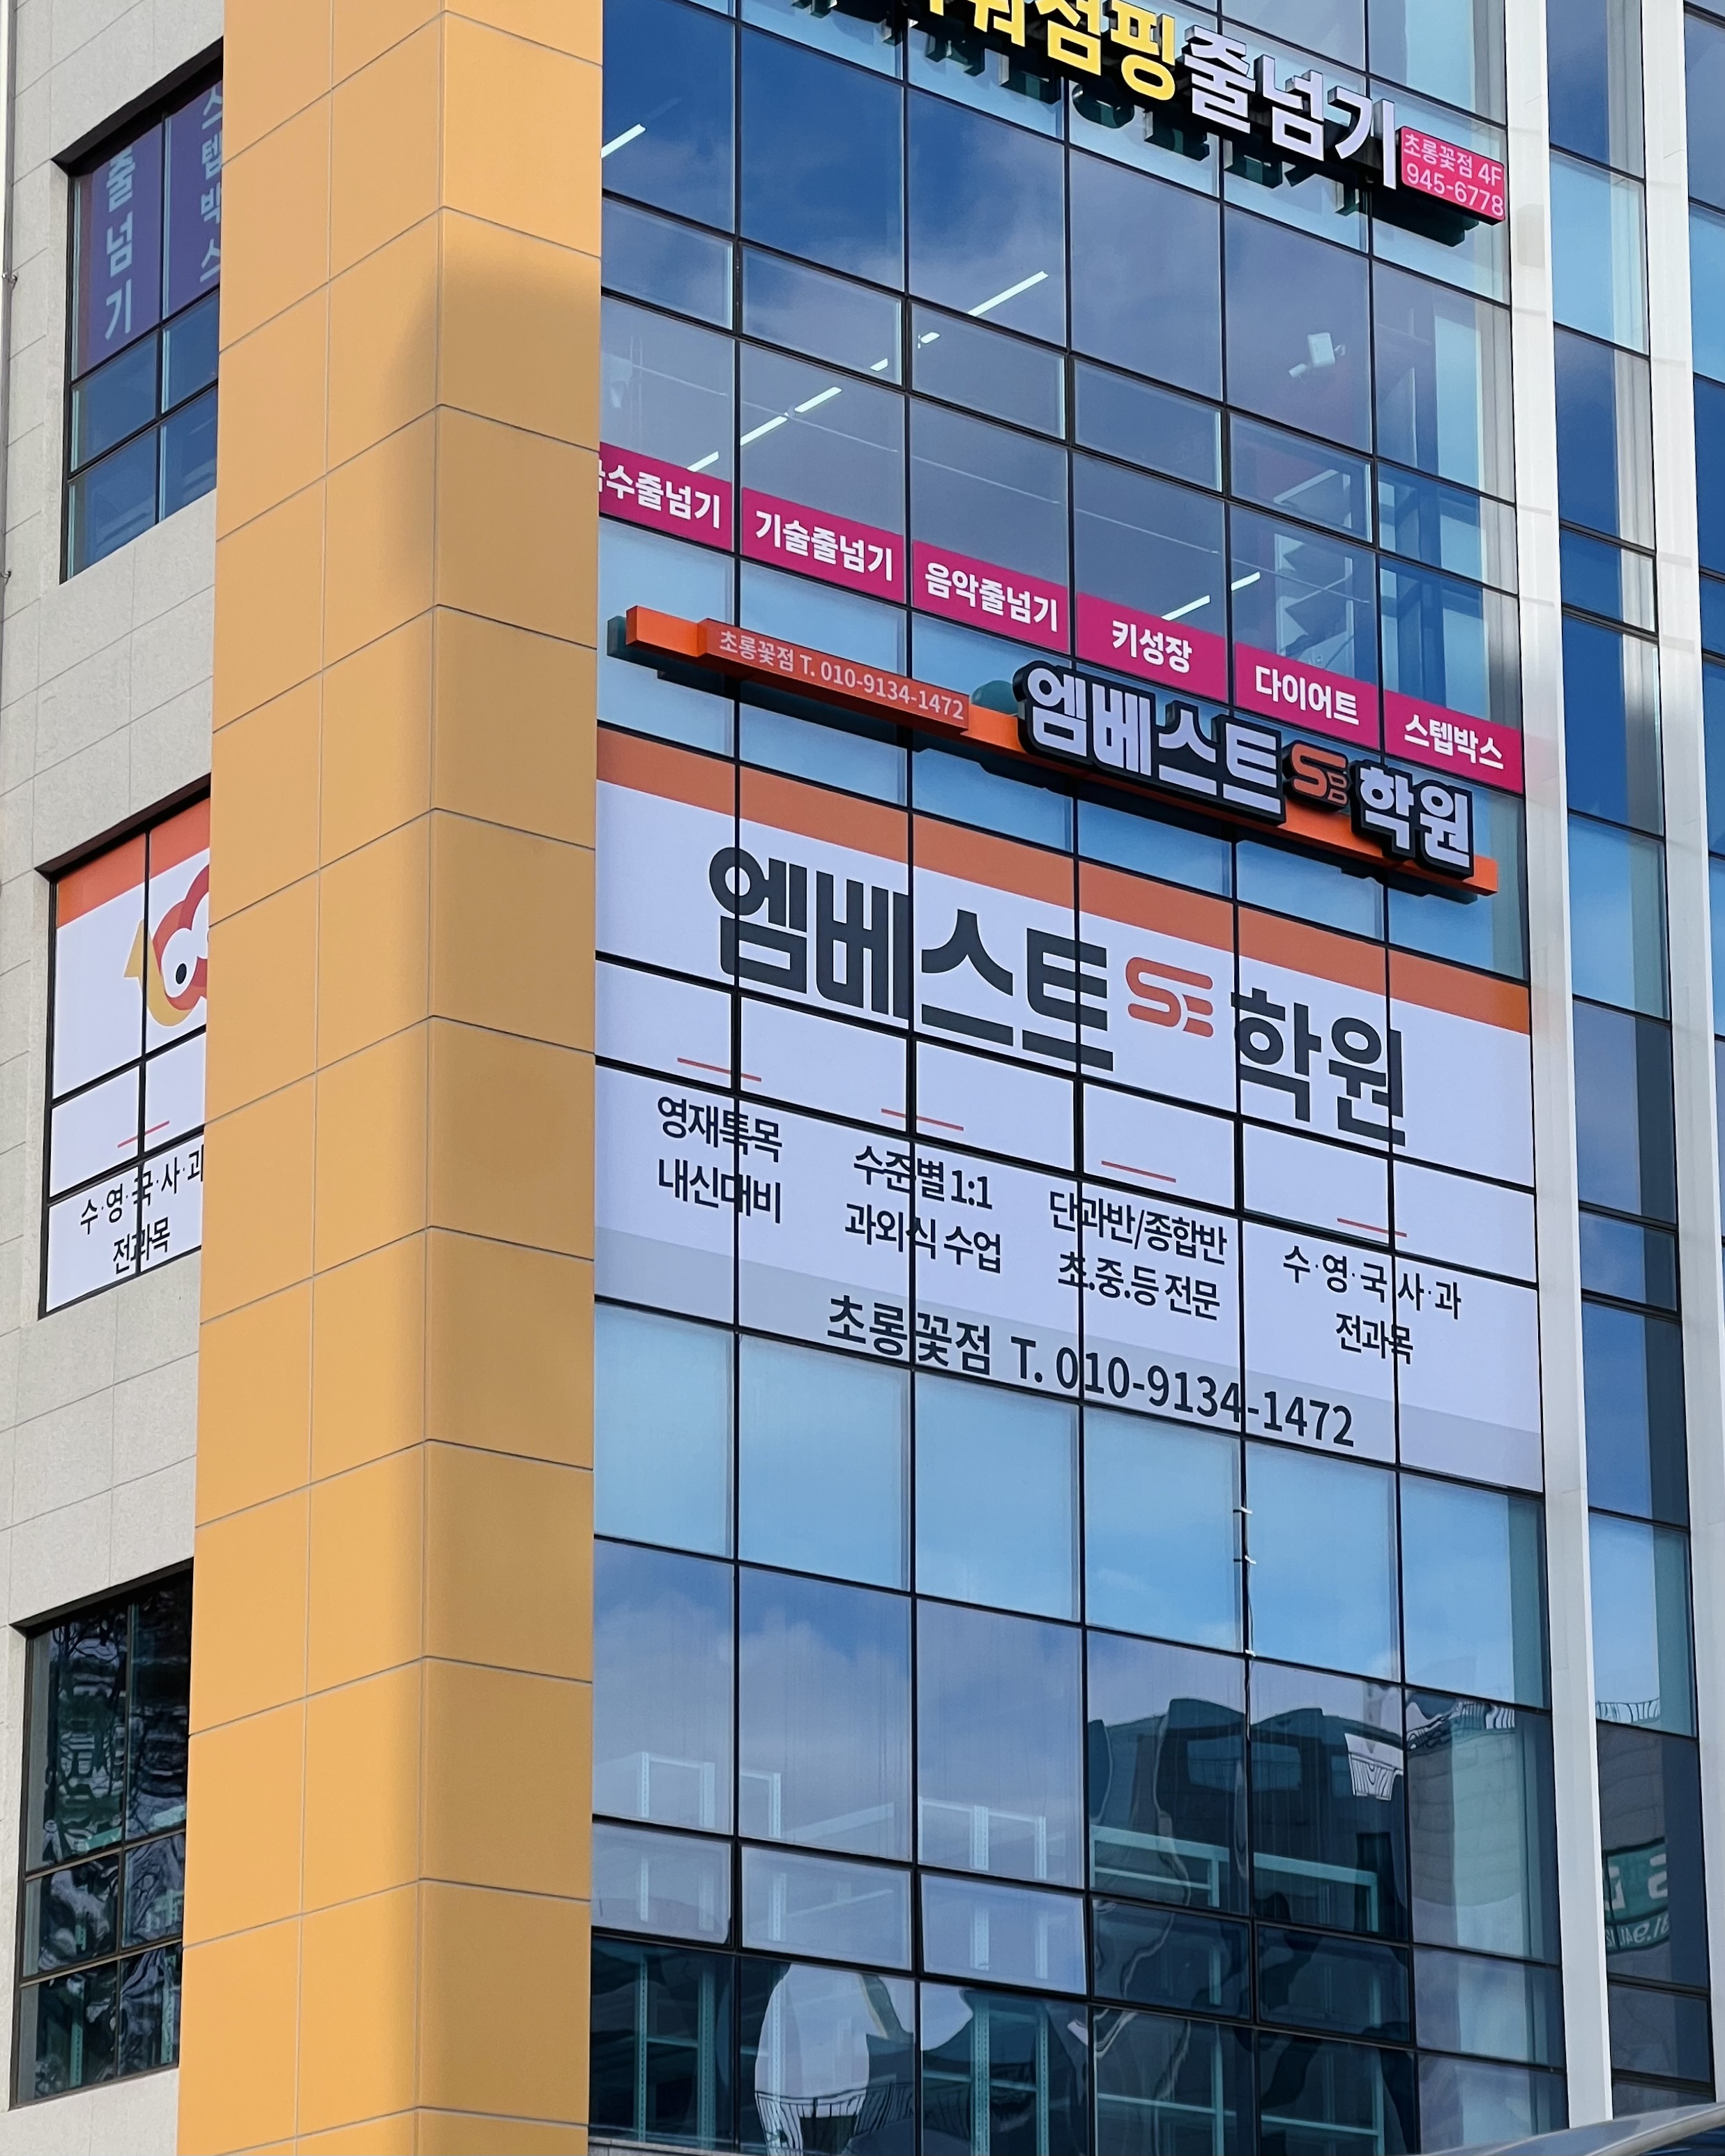 점핑줄넘기
초롱꽃점 4F
945-6778
줄넘기
스텝박스
수줄넘기
기술줄넘기
음악줄넘기
키성장
다이어트
스텝박스
초롱꽃점 T. 010-9134-1472
엠베스트SE학원
엠베스트SE학원
영재특목
내신대비
수준별 1:1
과외식 수업
단과반/종합반
초.중.등 전문
수·영·국·사·과
전과목
초롱꽃점 T. 010-9134-1472
수·영·국·사·과
전과목